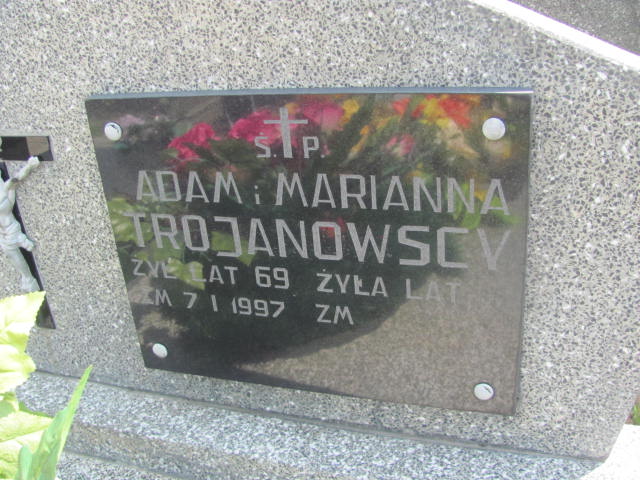 Ś. P.
ADAM i MARIANNA
TROJANOWSCY
ŻYŁ LAT 69 ŻYŁA LAT
ZM 7 I 1997 ZM